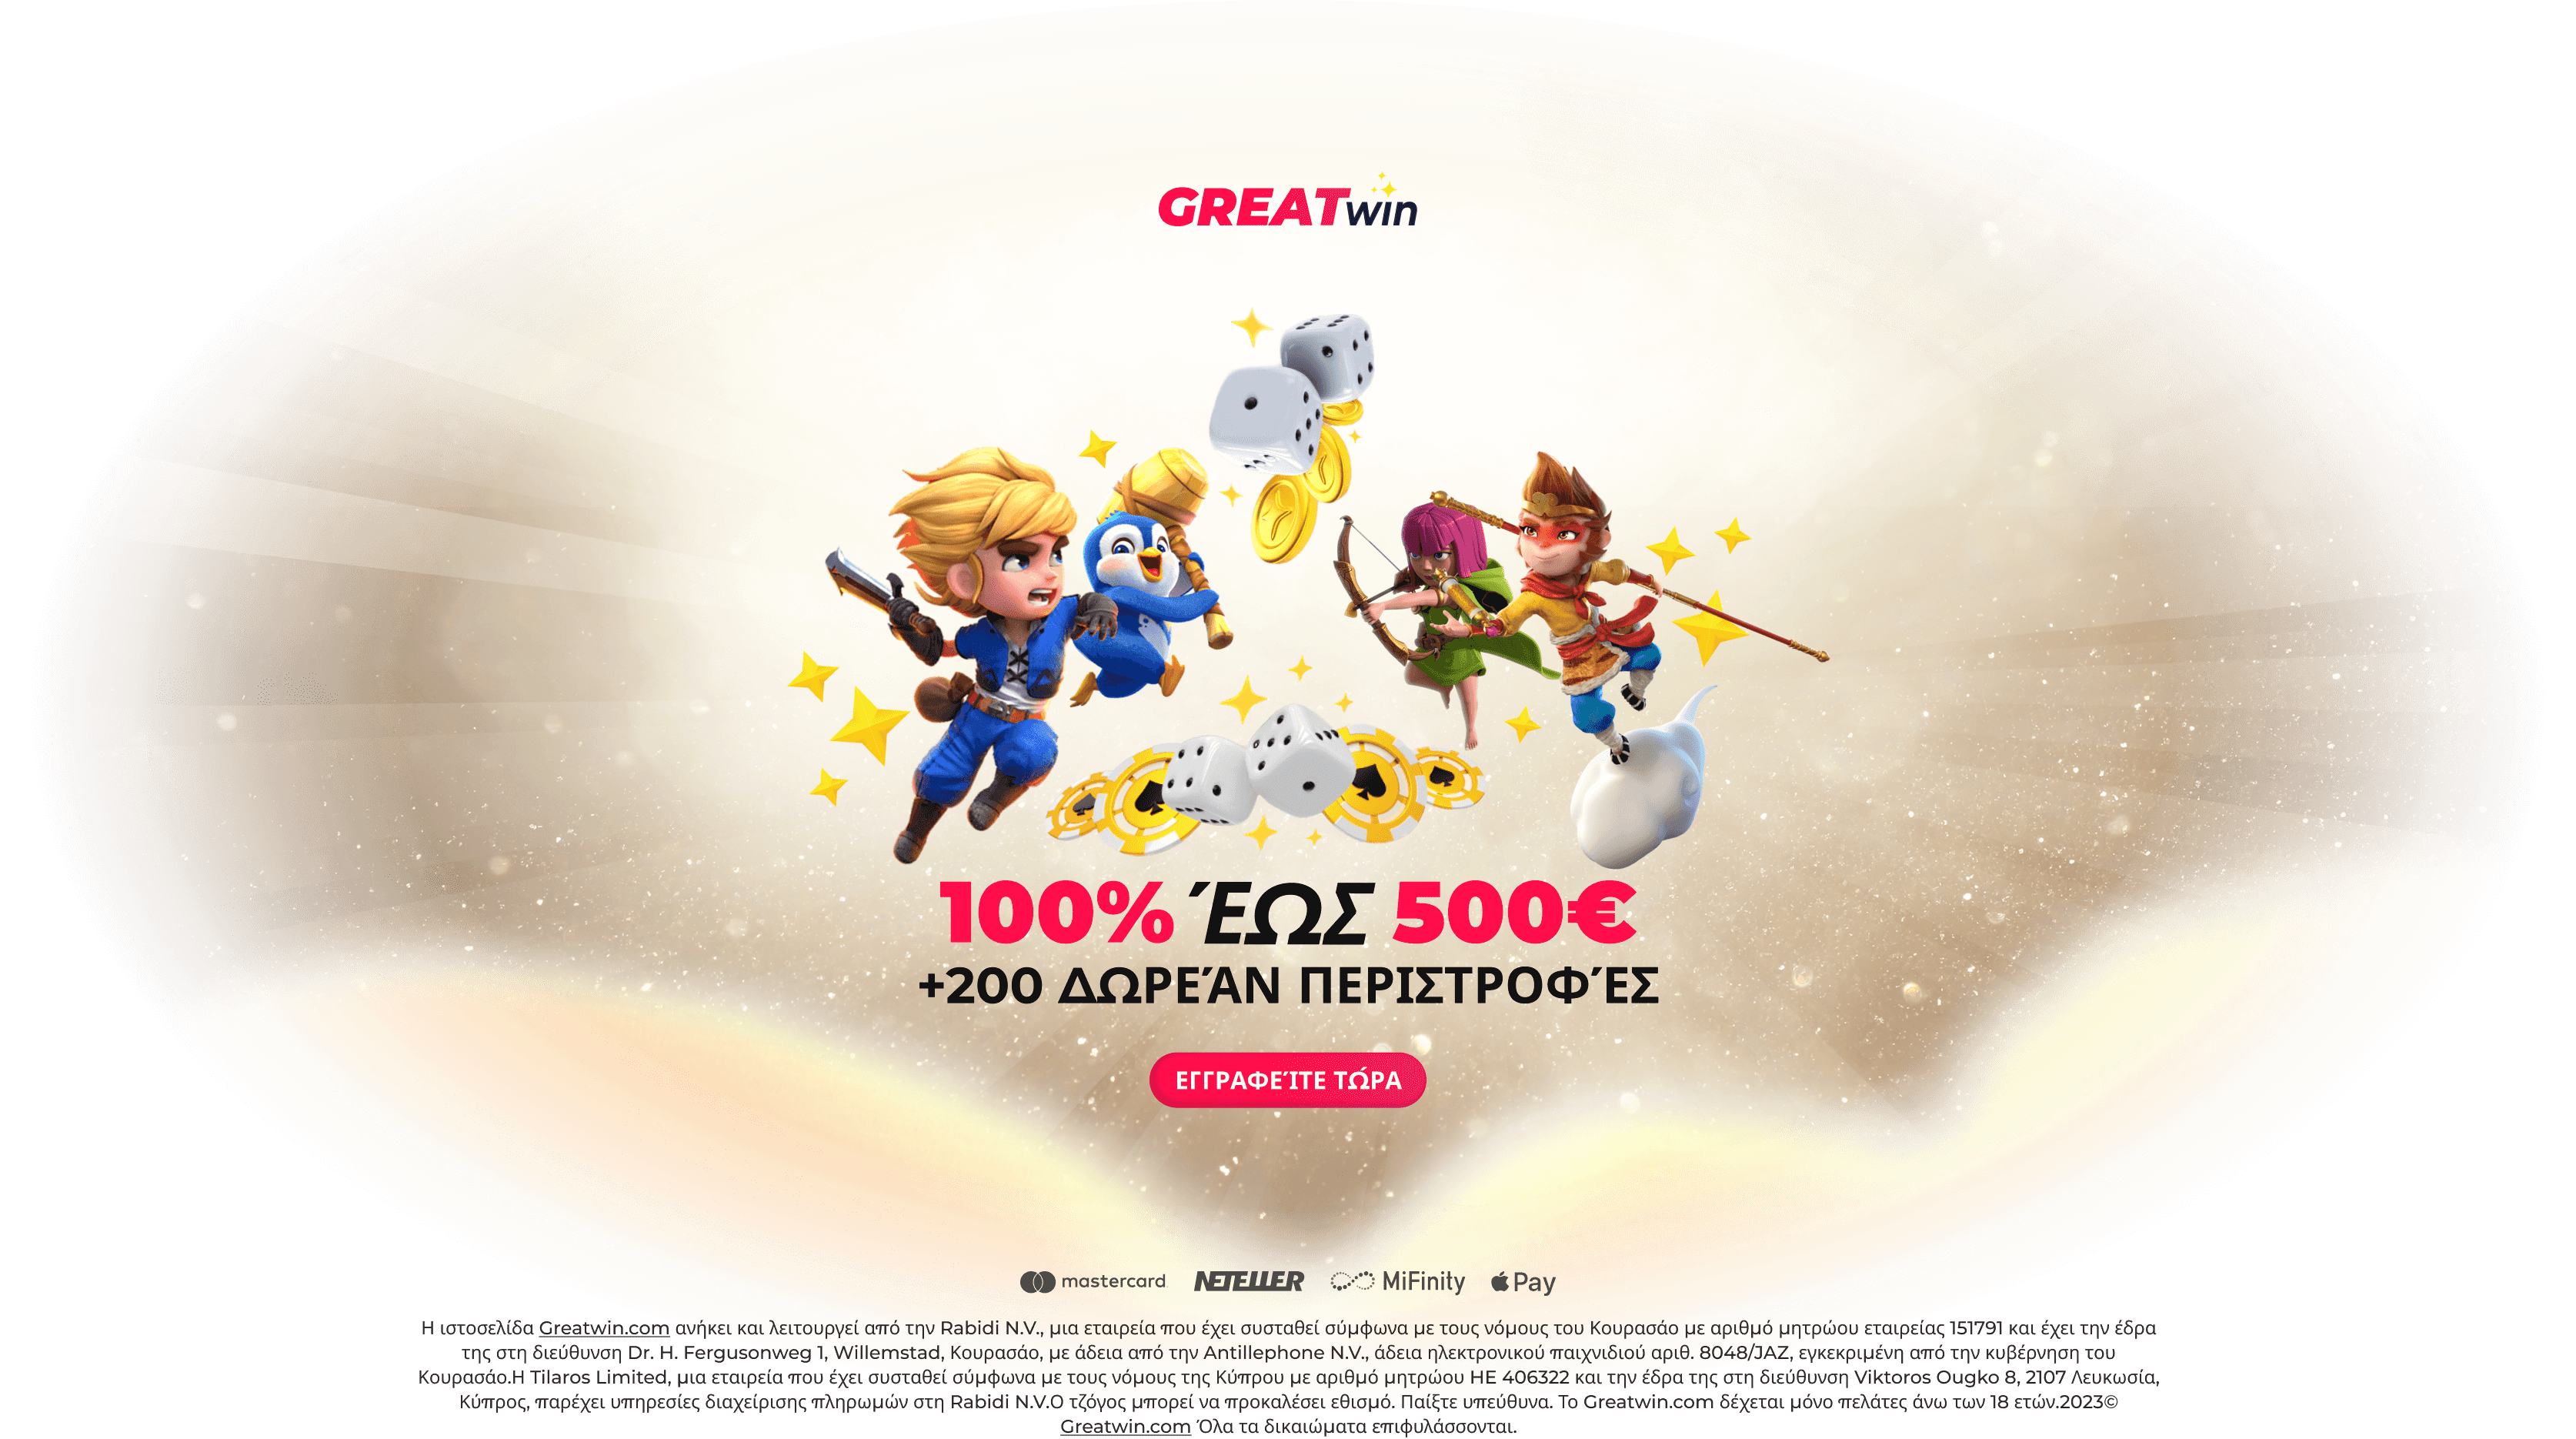 GREATwin
100% ΈΩΣ 500€
+200 ΔΩΡΕΆΝ ΠΕΡΙΣΤΡΟΦΈΣ
ΕΓΓΡΑΦΕΊΤΕ ΤΏΡΑ
mastercard NETELLER MiFinity Pay
Η ιστοσελίδα Greatwin.com ανήκει και λειτουργεί από την Rabidi N.V., μια εταιρεία που έχει συσταθεί σύμφωνα με τους νόμους του Κουρασάο με αριθμό μητρώου εταιρείας 151791 και έχει την έδρα
της στη διεύθυνση Dr. H. Fergusonweg 1, Willemstad, Κουρασάο, με άδεια από την Antillephone N.V., άδεια ηλεκτρονικού παιχνιδιού αριθ. 8048/JAZ, εγκεκριμένη από την κυβέρνηση του
Κουρασάο.Η Tilaros Limited, μια εταιρεία που έχει συσταθεί σύμφωνα με τους νόμους της Κύπρου με αριθμό μητρώου HE 406322 και την έδρα της στη διεύθυνση Viktoros Ougko 8, 2107 Λευκωσία,
Κύπρος, παρέχει υπηρεσίες διαχείρισης πληρωμών στη Rabidi N.V.Ο τζόγος μπορεί να προκαλέσει εθισμό. Παίξτε υπεύθυνα. Το Greatwin.com δέχεται μόνο πελάτες άνω των 18 ετών.2023©
Greatwin.com Όλα τα δικαιώματα επιφυλάσσονται.